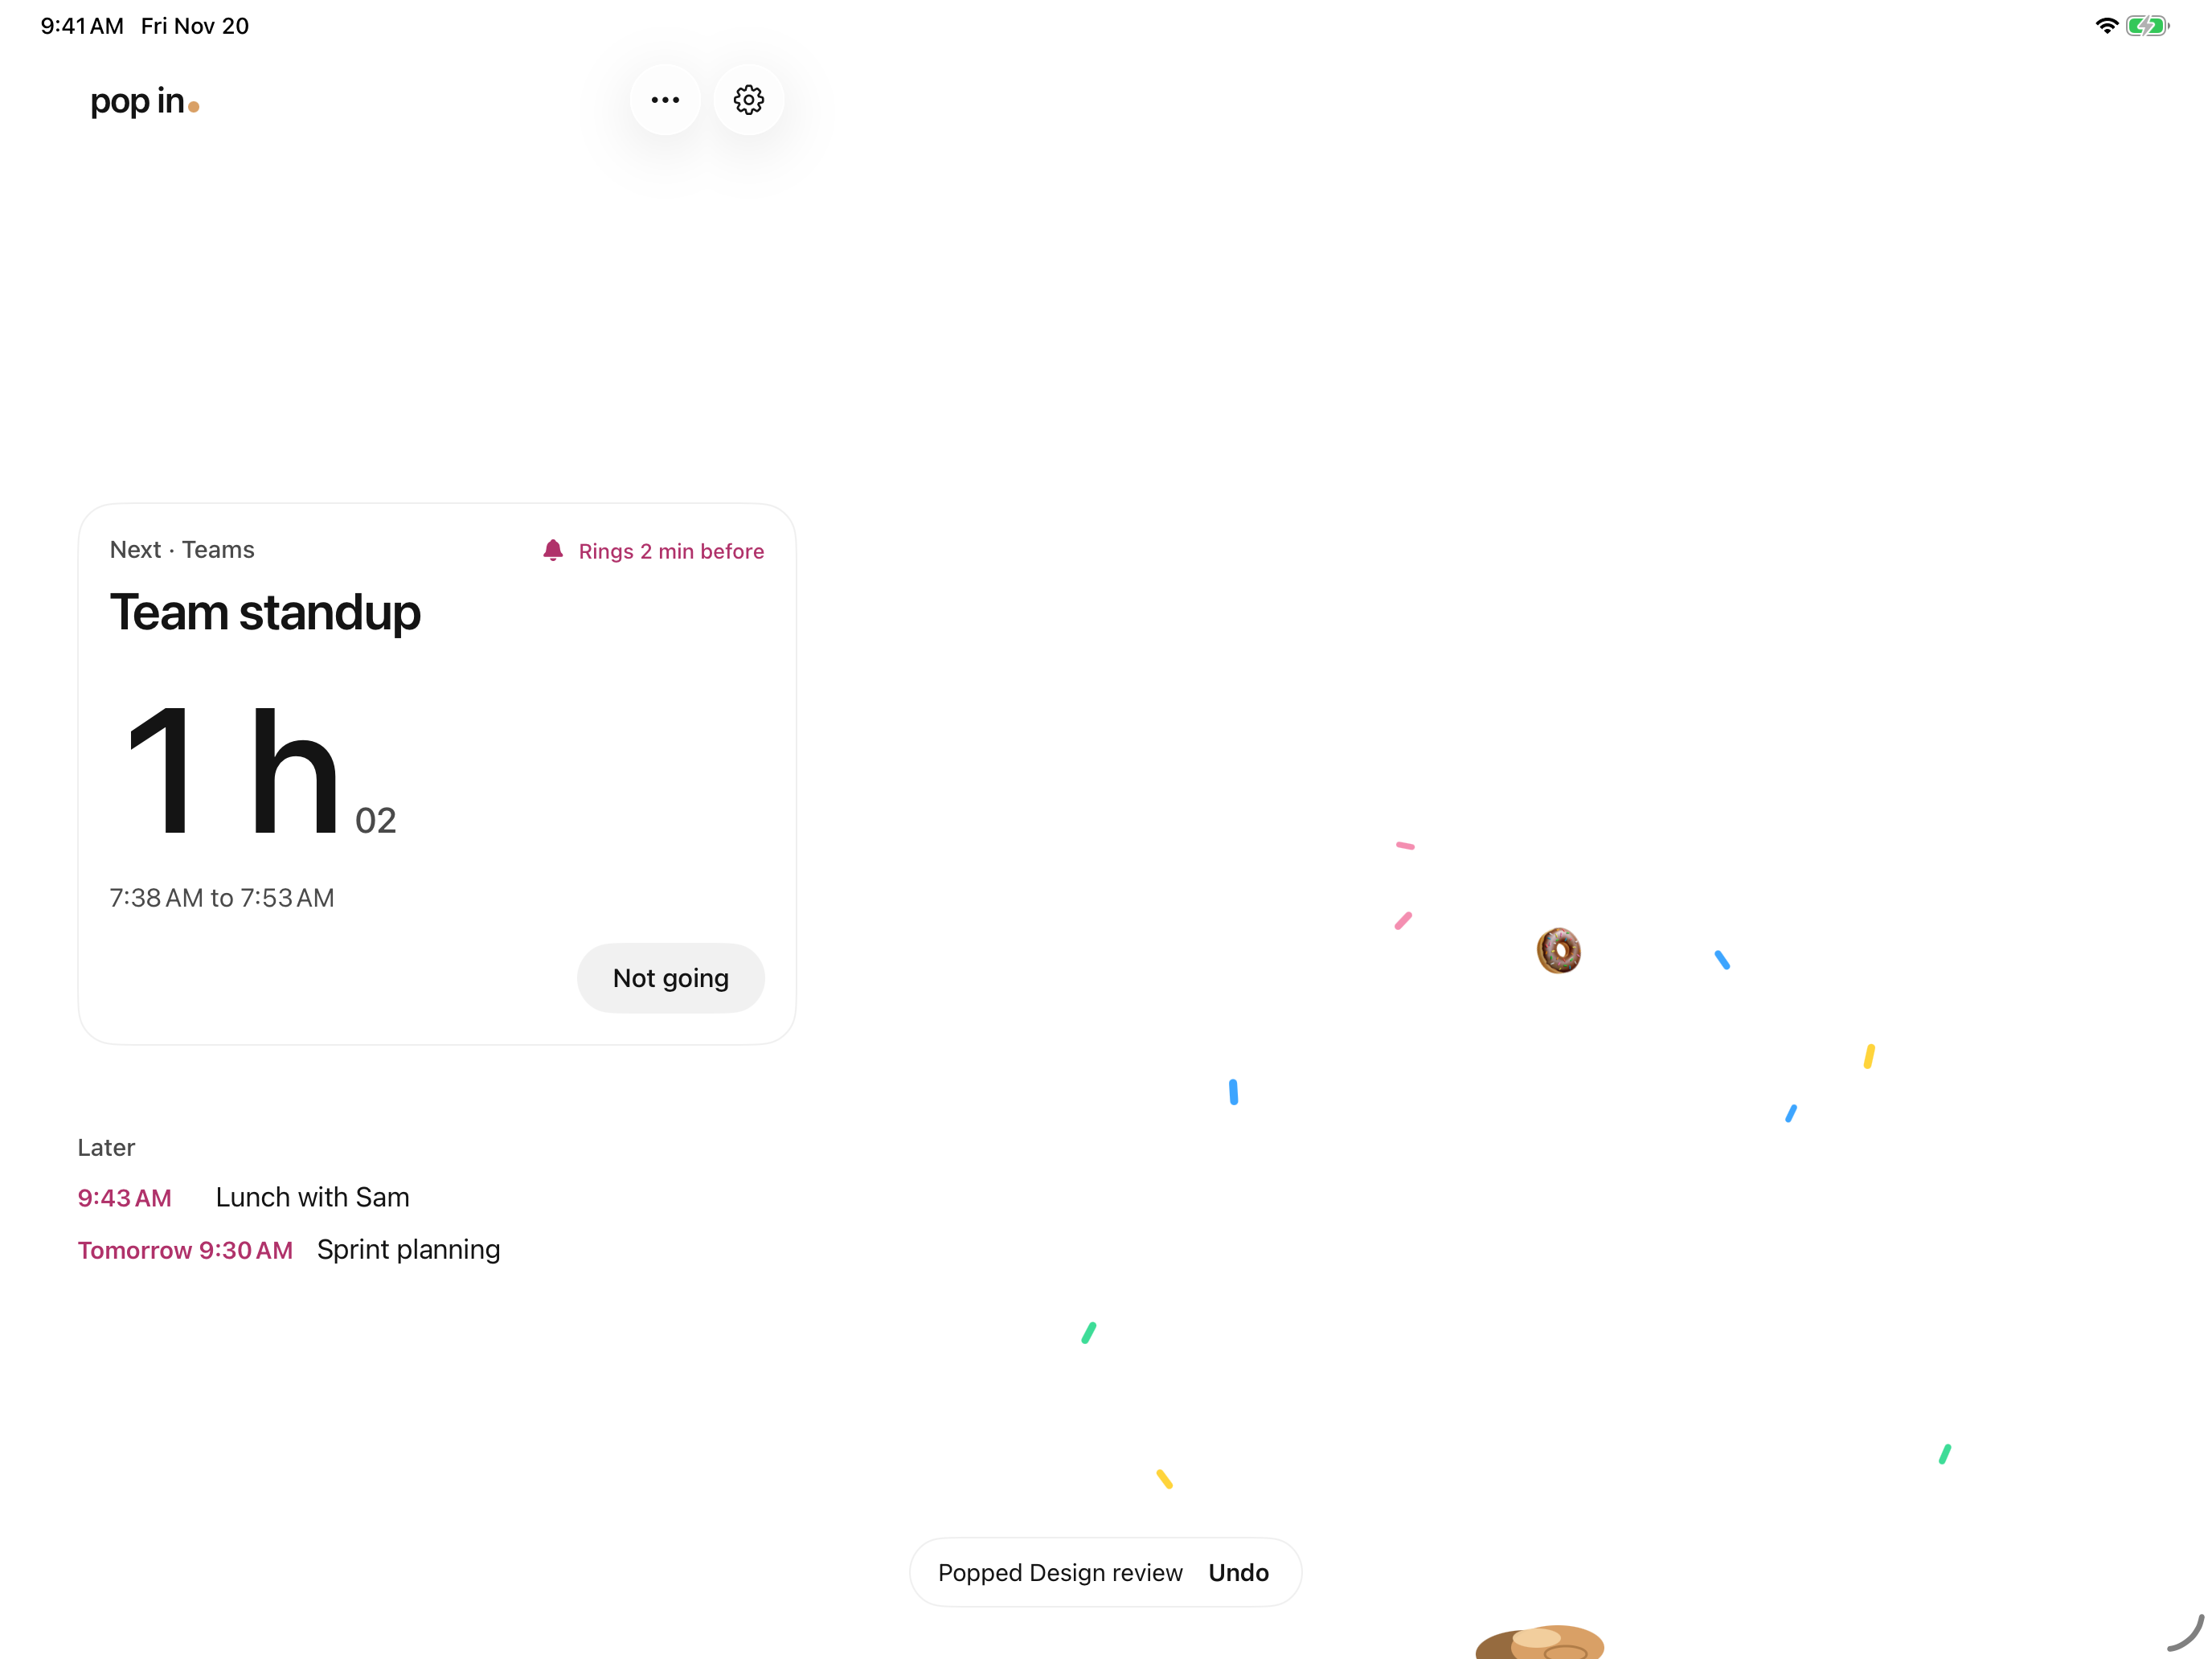 9:41 AM Fri Nov 20
pop in
Next · Teams
Rings 2 min before
Team standup
1 h 02
7:38 AM to 7:53 AM
Not going
Later
9:43 AM Lunch with Sam
Tomorrow 9:30 AM Sprint planning
Popped Design review Undo